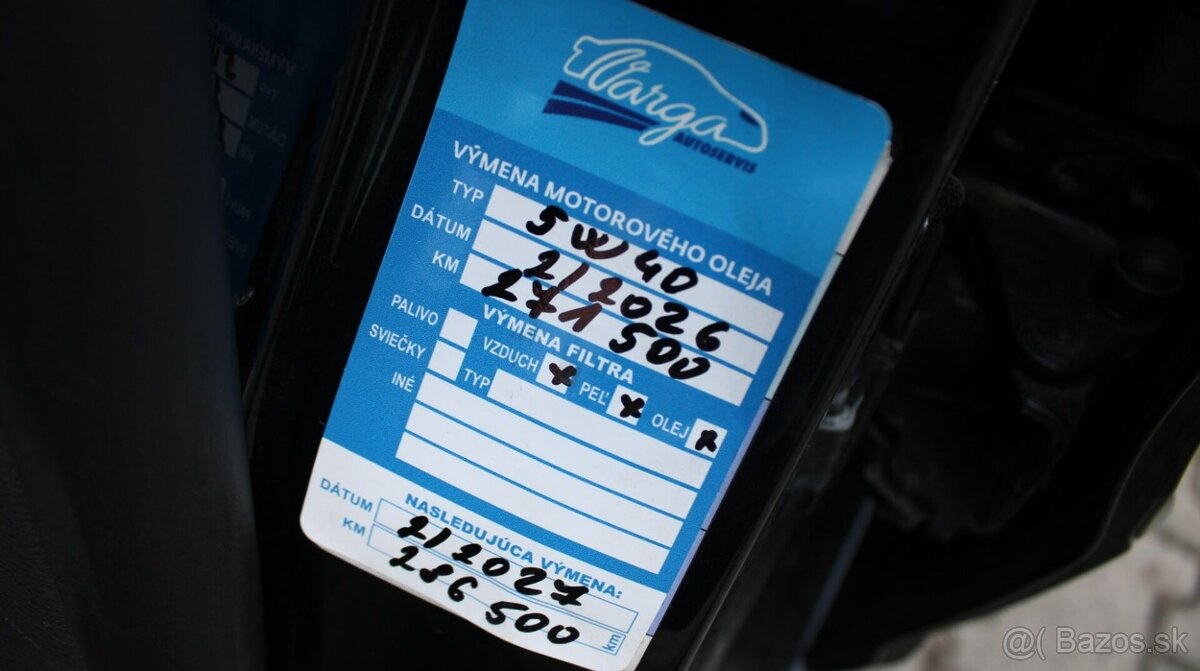 Varga
AUTOSERVIS
VÝMENA MOTOROVÉHO OLEJA
TYP 5W40
DÁTUM 2/2026
KM 271 500
VÝMENA FILTRA
PALIVO VZDUCH x PEĽ x OLEJ x
SVIEČKY TYP
INÉ
NASLEDUJÚCA VÝMENA:
DÁTUM 2/2027
KM 286 500 km
@( Bazos.sk